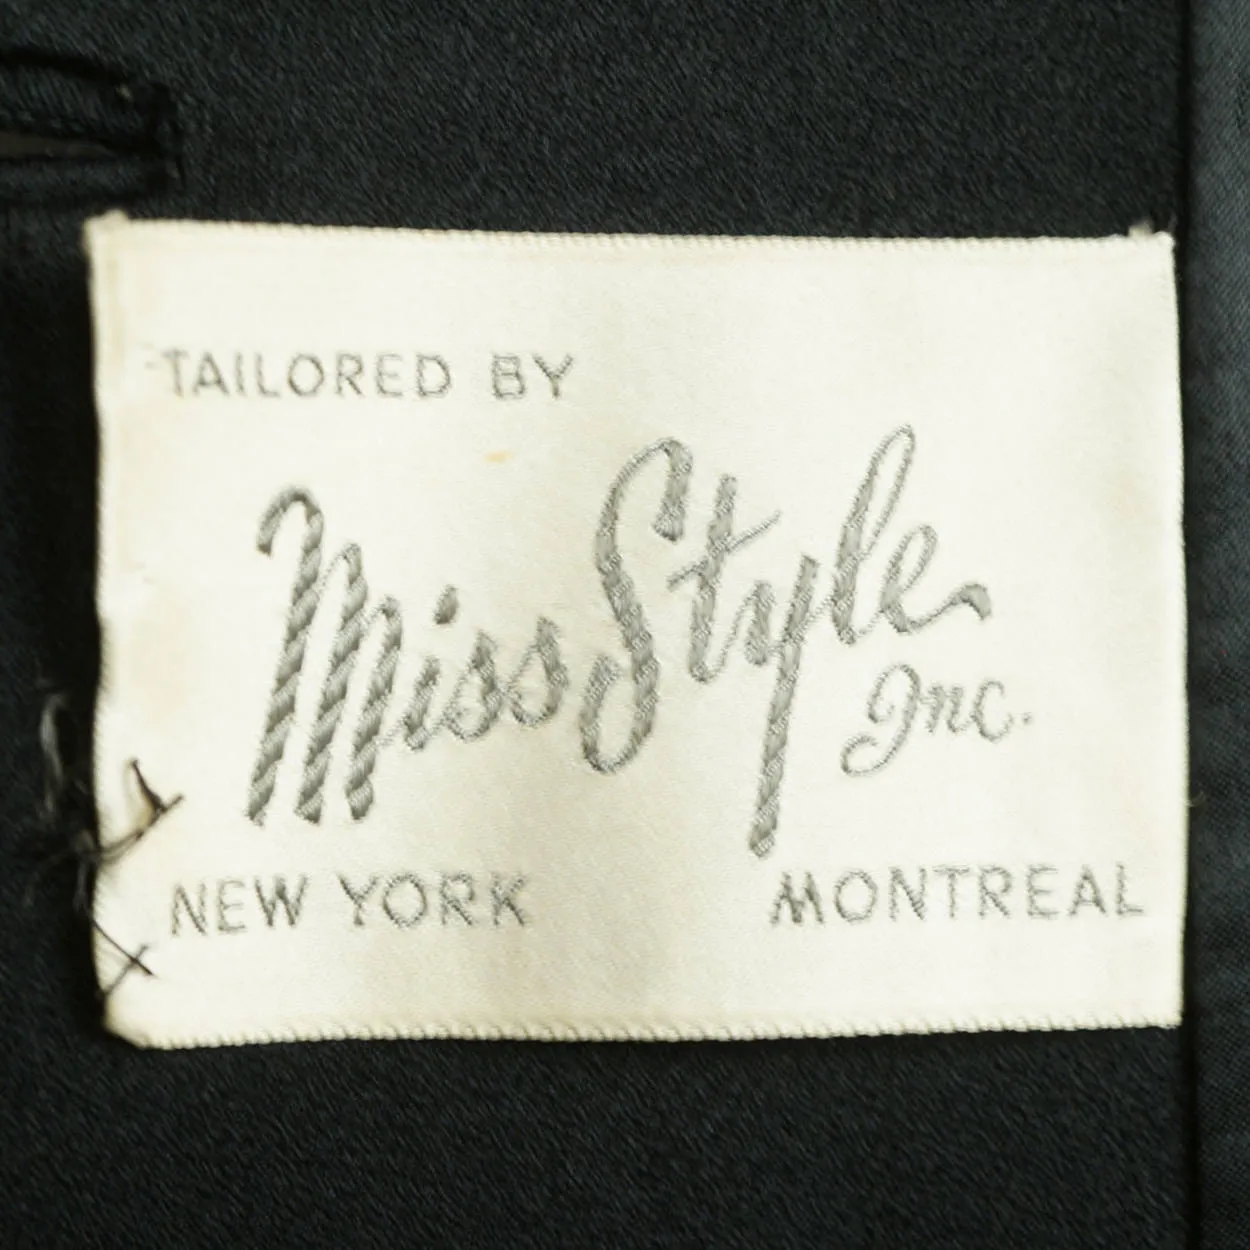 TAILORED BY
Miss Style
Inc.
NEW YORK MONTREAL